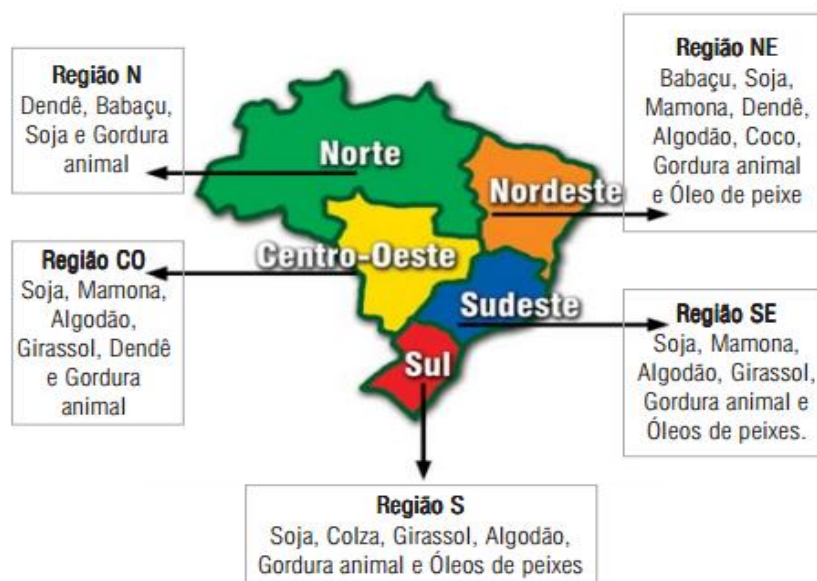 Região N
Dendê, Babaçu,
Soja e Gordura
animal
Região NE
Babaçu, Soja,
Mamona, Dendê,
Algodão, Coco,
Gordura animal
e Óleo de peixe
Norte
Nordeste
Centro-Oeste
Sudeste
Sul
Região CO
Soja, Mamona,
Algodão,
Girassol, Dendê
e Gordura
animal
Região SE
Soja, Mamona,
Algodão, Girassol,
Gordura animal e
Óleos de peixes.
Região S
Soja, Colza, Girassol, Algodão,
Gordura animal e Óleos de peixes